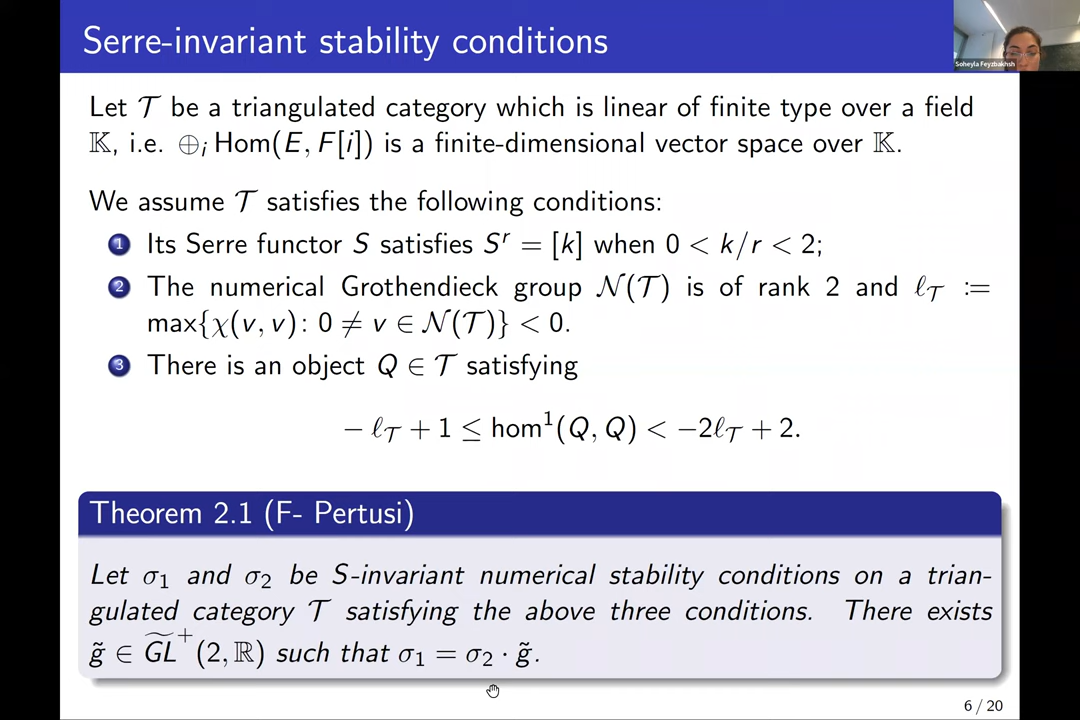 Serre-invariant stability conditions
Soheyla Feyzbakhsh
Let 𝒯 be a triangulated category which is linear of finite type over a field
𝕂, i.e. ⊕ᵢ Hom(E, F[i]) is a finite-dimensional vector space over 𝕂.
We assume 𝒯 satisfies the following conditions:
1 Its Serre functor S satisfies Sʳ = [k] when 0 < k/r < 2;
2 The numerical Grothendieck group 𝒩(𝒯) is of rank 2 and ℓ_𝒯 :=
max{χ(v, v): 0 ≠ v ∈ 𝒩(𝒯)} < 0.
3 There is an object Q ∈ 𝒯 satisfying
− ℓ_𝒯 + 1 ≤ hom¹(Q, Q) < −2ℓ_𝒯 + 2.
Theorem 2.1 (F- Pertusi)
Let σ₁ and σ₂ be S-invariant numerical stability conditions on a trian-
gulated category 𝒯 satisfying the above three conditions. There exists
g̃ ∈ G̃L⁺(2, ℝ) such that σ₁ = σ₂ · g̃.
6 / 20